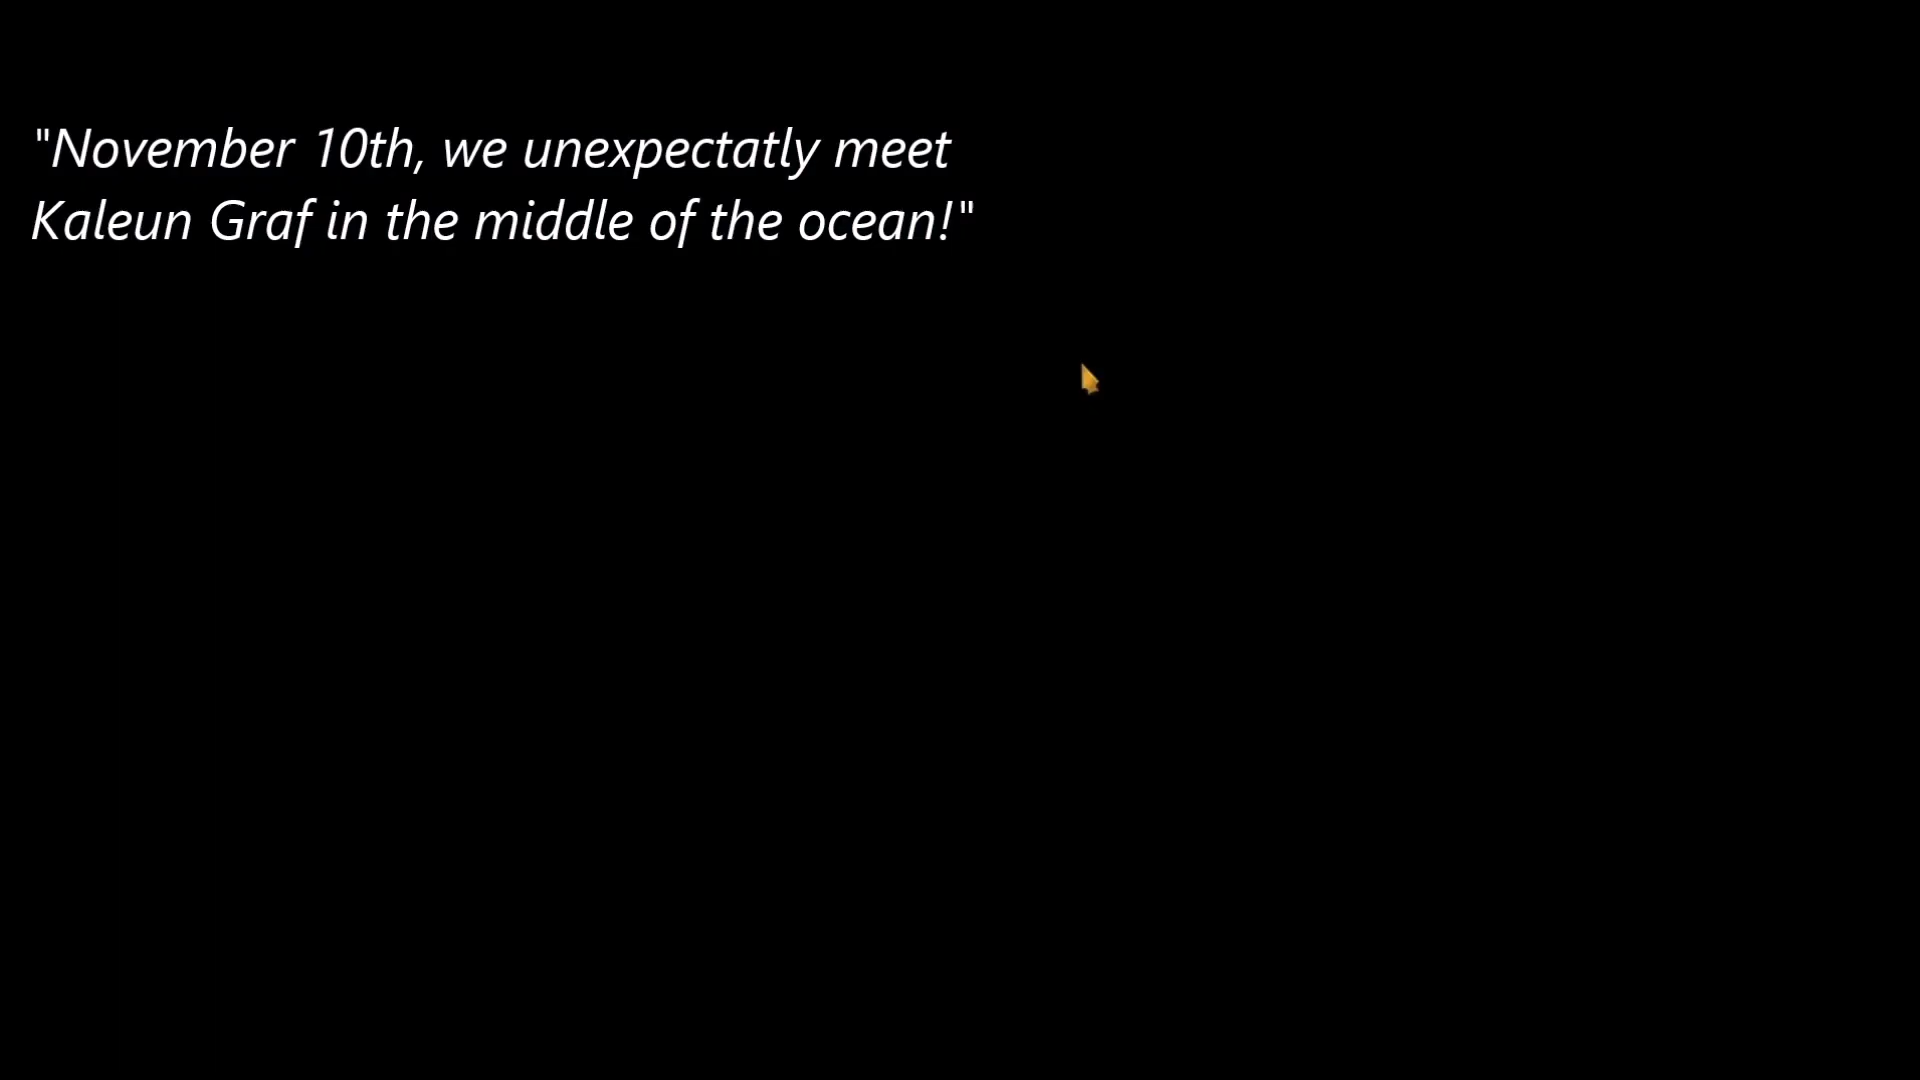 "November 10th, we unexpectatly meet
Kaleun Graf in the middle of the ocean!"